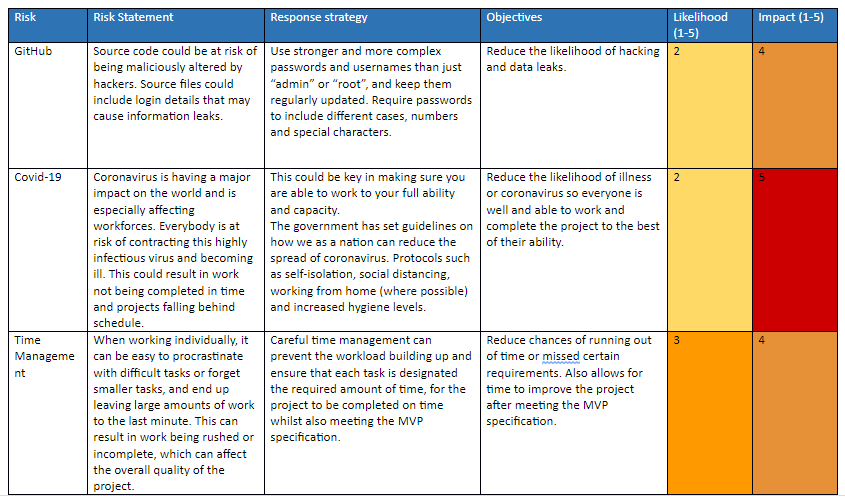 Risk
Risk Statement
Response strategy
Objectives
Likelihood
(1-5)
Impact (1-5)
GitHub
Source code could be at risk of
being maliciously altered by
hackers. Source files could
include login details that may
cause information leaks.
Use stronger and more complex
passwords and usernames than just
“admin” or “root”, and keep them
regularly updated. Require passwords
to include different cases, numbers
and special characters.
Reduce the likelihood of hacking
and data leaks.
2
4
Covid-19
Coronavirus is having a major
impact on the world and is
especially affecting
workforces. Everybody is at
risk of contracting this highly
infectious virus and becoming
ill. This could result in work
not being completed in time
and projects falling behind
schedule.
This could be key in making sure you
are able to work to your full ability
and capacity.
The government has set guidelines on
how we as a nation can reduce the
spread of coronavirus. Protocols such
as self-isolation, social distancing,
working from home (where possible)
and increased hygiene levels.
Reduce the likelihood of illness
or coronavirus so everyone is
well and able to work and
complete the project to the best
of their ability.
2
5
Time
Manageme
nt
When working individually, it
can be easy to procrastinate
with difficult tasks or forget
smaller tasks, and end up
leaving large amounts of work
to the last minute. This can
result in work being rushed or
incomplete, which can affect
the overall quality of the
project.
Careful time management can
prevent the workload building up and
ensure that each task is designated
the required amount of time, for the
project to be completed on time
whilst also meeting the MVP
specification.
Reduce chances of running out
of time or missed certain
requirements. Also allows for
time to improve the project
after meeting the MVP
specification.
3
4